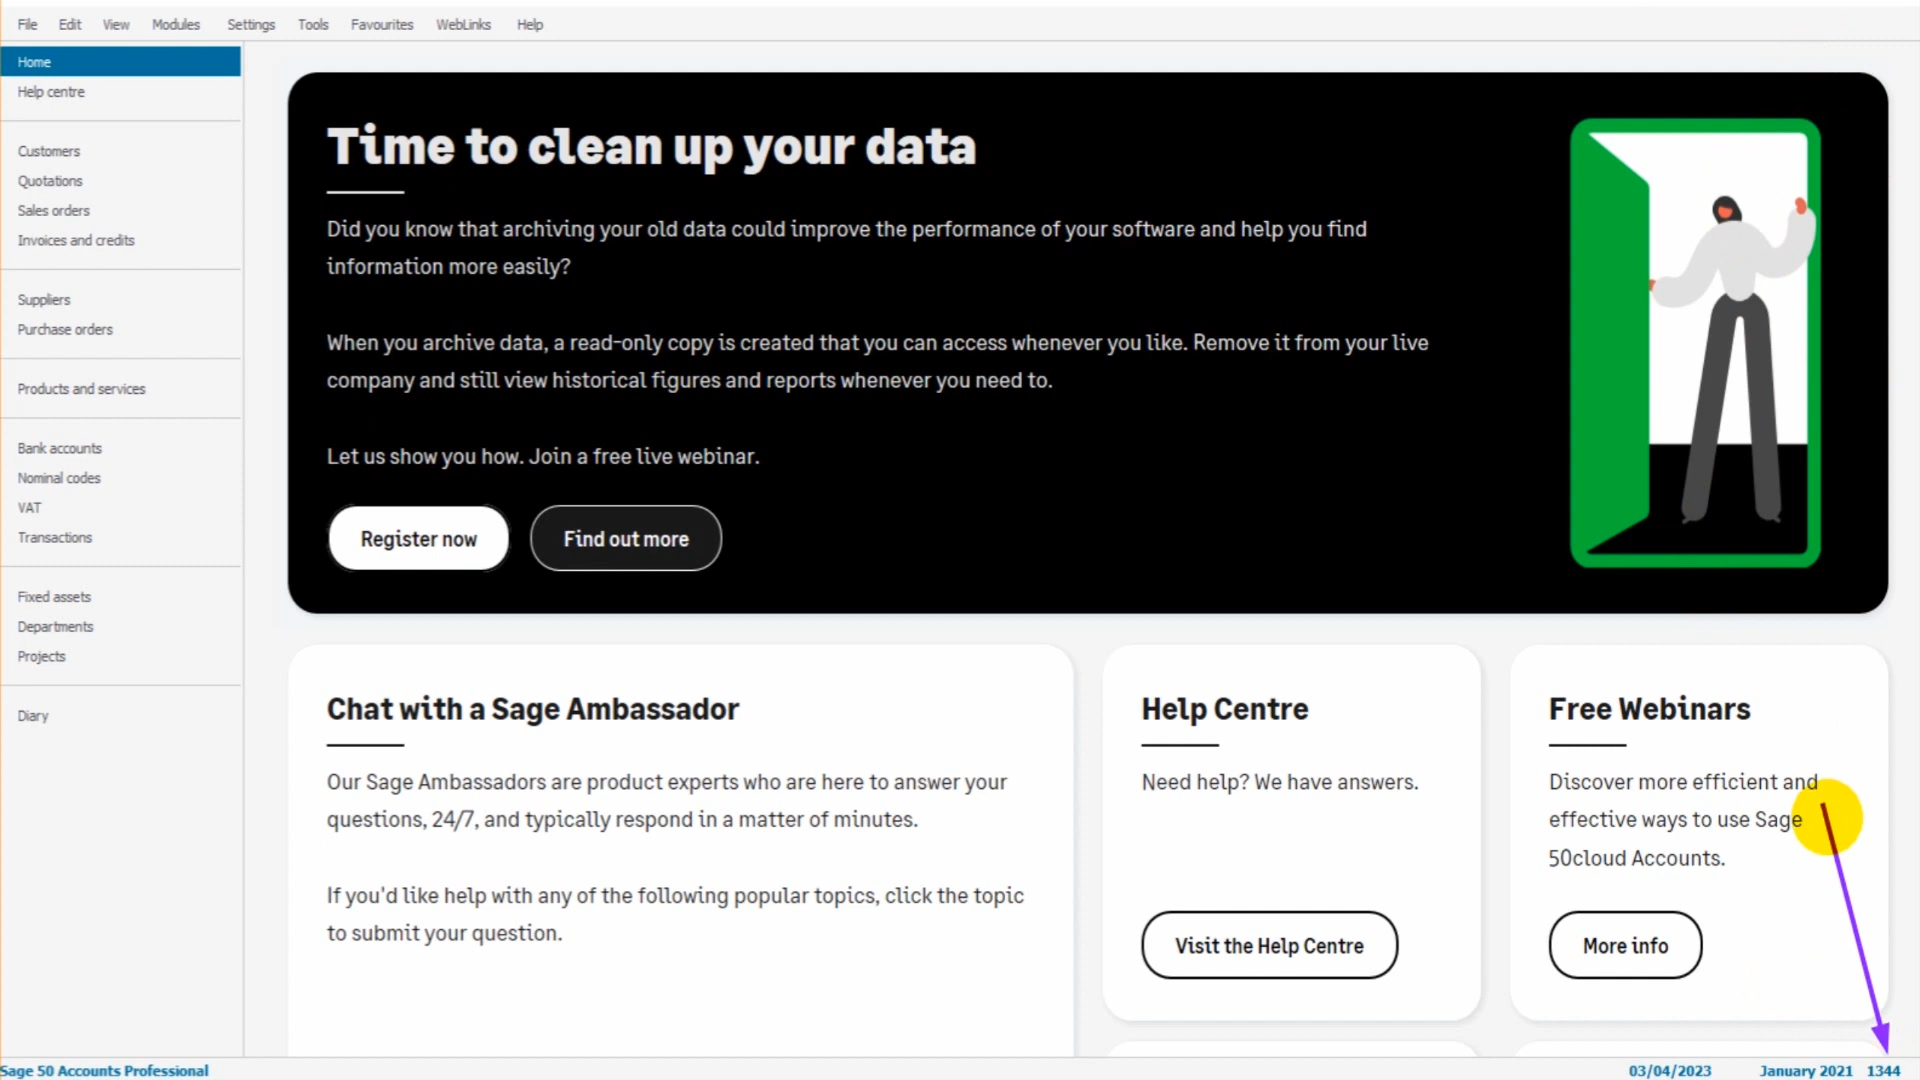 File Edit View Modules Settings Tools Favourites WebLinks Help
Home
Help centre
Customers
Quotations
Sales orders
Invoices and credits
Suppliers
Purchase orders
Products and services
Bank accounts
Nominal codes
VAT
Transactions
Fixed assets
Departments
Projects
Diary
Time to clean up your data
Did you know that archiving your old data could improve the performance of your software and help you find
information more easily?
When you archive data, a read-only copy is created that you can access whenever you like. Remove it from your live
company and still view historical figures and reports whenever you need to.
Let us show you how. Join a free live webinar.
Register now
Find out more
Chat with a Sage Ambassador
Our Sage Ambassadors are product experts who are here to answer your
questions, 24/7, and typically respond in a matter of minutes.
If you'd like help with any of the following popular topics, click the topic
to submit your question.
Help Centre
Need help? We have answers.
Visit the Help Centre
Free Webinars
Discover more efficient and
effective ways to use Sage
50cloud Accounts.
More info
Sage 50 Accounts Professional
03/04/2023 January 2021 1344